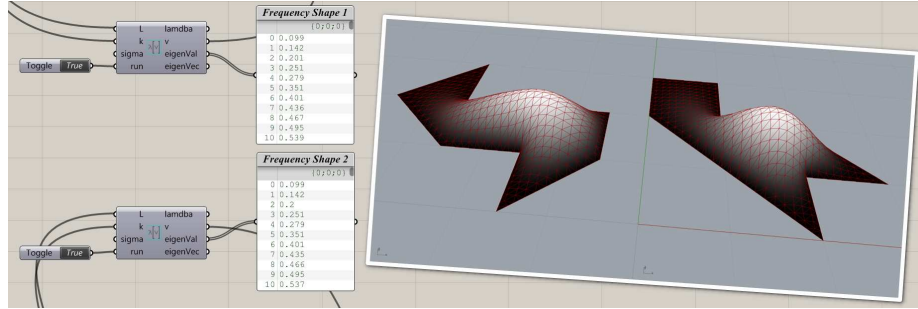 Frequency Shape 1
{0;0;0}
0 0.099
1 0.142
2 0.201
3 0.251
4 0.279
5 0.351
6 0.401
7 0.436
8 0.467
9 0.495
10 0.539
L lamdba
k v
sigma eigenVal
run eigenVec
Toggle True
Frequency Shape 2
{0;0;0}
0 0.099
1 0.142
2 0.2
3 0.251
4 0.279
5 0.351
6 0.401
7 0.435
8 0.466
9 0.495
10 0.537
L lamdba
k v
sigma eigenVal
run eigenVec
Toggle True